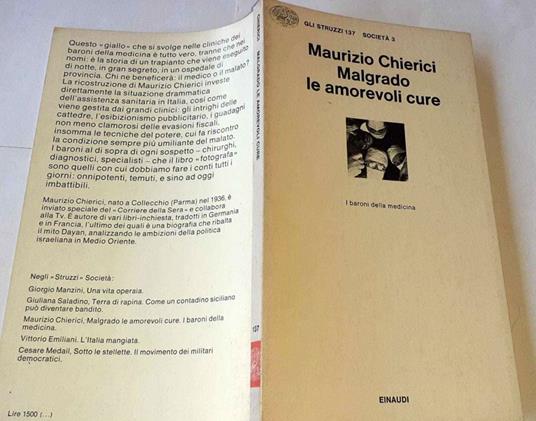 Questo «giallo» che si svolge nelle cliniche dei
baroni della medicina è tutto vero, tranne che nei
nomi: è la storia di un trapianto che viene eseguito
di notte, in gran segreto, in un ospedale di
provincia. Chi ne beneficerà: il medico o il malato?
La ricostruzione di Maurizio Chierici investe
direttamente la situazione drammatica
dell'assistenza sanitaria in Italia, così come
viene gestita dai grandi clinici: gli intrighi delle
cattedre, l'esibizionismo pubblicitario, i guadagni
non meno clamorosi delle evasioni fiscali,
insomma le tecniche del potere, cui fa riscontro
la condizione sempre più umiliante del malato.
I baroni al di sopra di ogni sospetto – chirurghi,
diagnostici, specialisti – che il libro «fotografa»
sono quelli con cui dobbiamo fare i conti tutti i
giorni: onnipotenti, temuti, e sino ad oggi
imbattibili.
Maurizio Chierici, nato a Collecchio (Parma) nel 1936, è
inviato speciale del «Corriere della Sera» e collabora
alla Tv. È autore di vari libri-inchiesta, tradotti in Germania
e in Francia, l'ultimo dei quali è una biografia che ribalta
il mito Dayan, analizzando le ambizioni della politica
israeliana in Medio Oriente.
Negli «Struzzi» Società:
Giorgio Manzini, Una vita operaia.
Giuliana Saladino, Terra di rapina. Come un contadino siciliano
può diventare bandito.
Maurizio Chierici, Malgrado le amorevoli cure. I baroni della
medicina.
Vittorio Emiliani. L'Italia mangiata.
Cesare Medail, Sotto le stellette. Il movimento dei militari
democratici.
Lire 1500 (...)
CHIERICI MALGRADO LE AMOREVOLI CURE
137
GLI STRUZZI 137 SOCIETÀ 3
Maurizio Chierici
Malgrado
le amorevoli cure
I baroni della medicina
EINAUDI